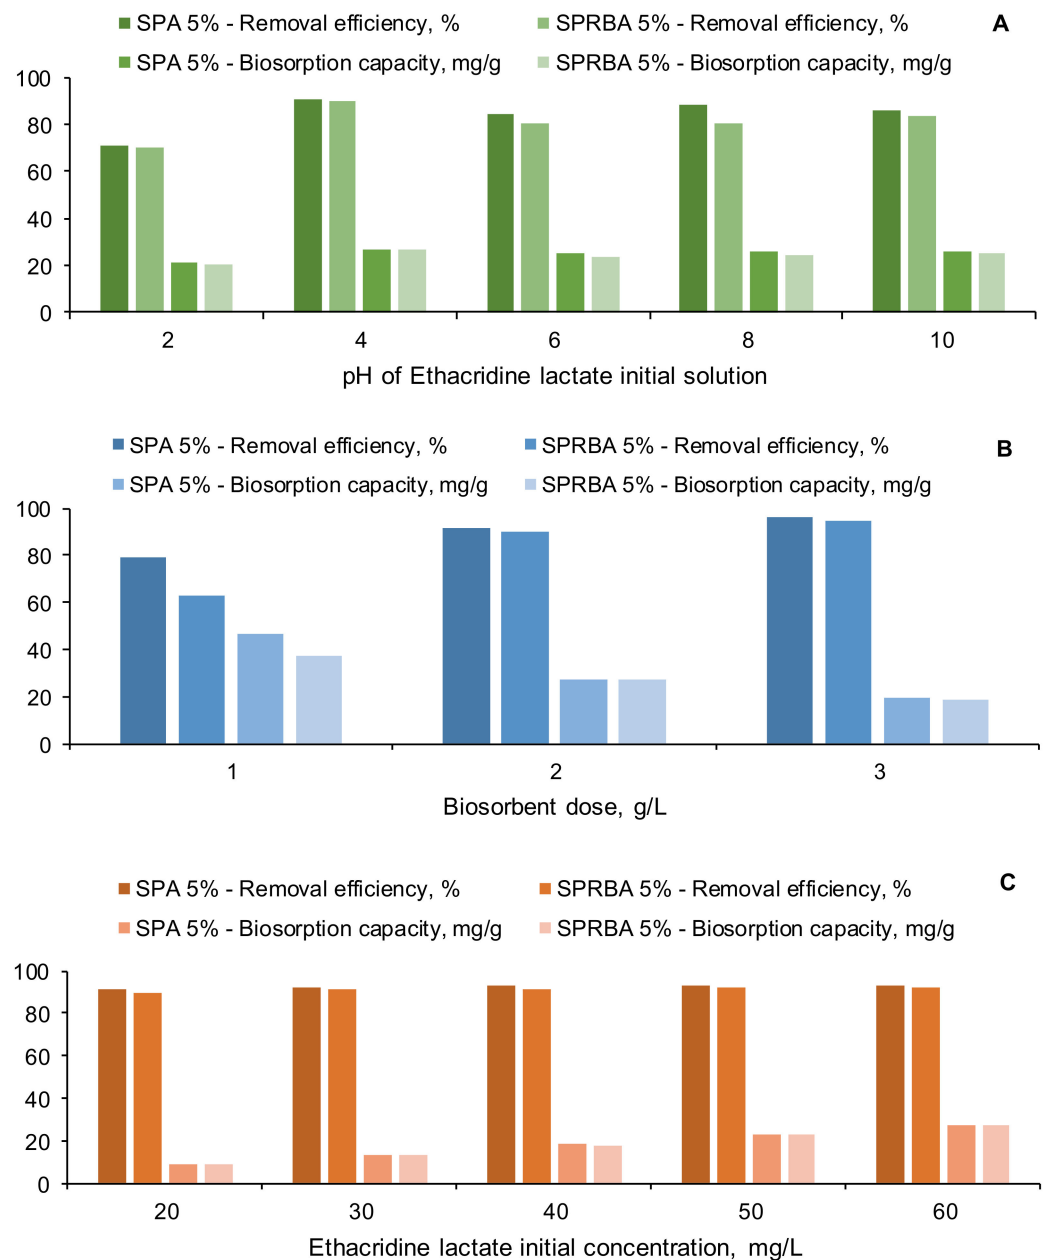 SPA 5% - Removal efficiency, % SPRBA 5% - Removal efficiency, % A
SPA 5% - Biosorption capacity, mg/g SPRBA 5% - Biosorption capacity, mg/g
100
80
60
40
20
0
2 4 6 8 10
pH of Ethacridine lactate initial solution
SPA 5% - Removal efficiency, % SPRBA 5% - Removal efficiency, % B
SPA 5% - Biosorption capacity, mg/g SPRBA 5% - Biosorption capacity, mg/g
100
80
60
40
20
0
1 2 3
Biosorbent dose, g/L
SPA 5% - Removal efficiency, % SPRBA 5% - Removal efficiency, % C
SPA 5% - Biosorption capacity, mg/g SPRBA 5% - Biosorption capacity, mg/g
100
80
60
40
20
0
20 30 40 50 60
Ethacridine lactate initial concentration, mg/L